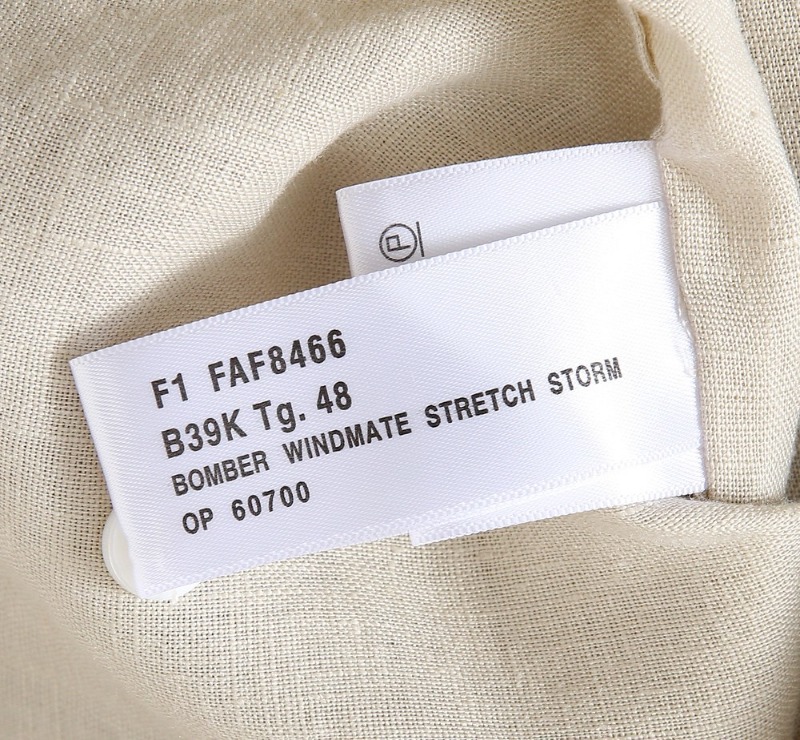 P
F1 FAF8466
B39K Tg. 48
BOMBER WINDMATE STRETCH STORM
OP 60700